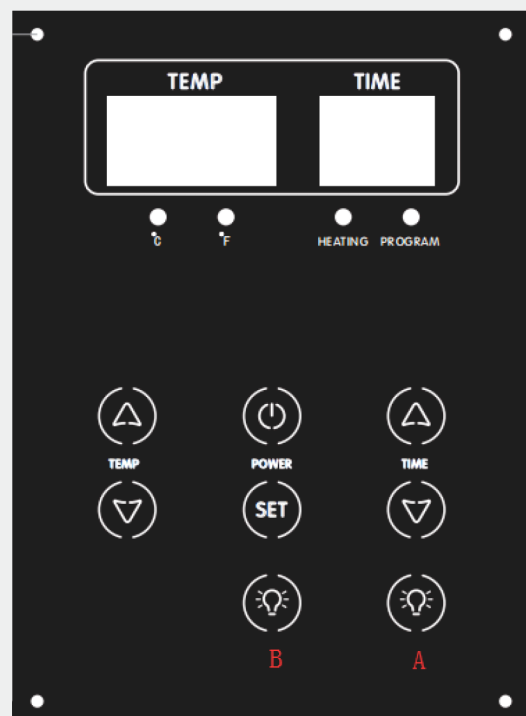 TEMP TIME
°C °F HEATING PROGRAM
TEMP POWER TIME
SET
B A